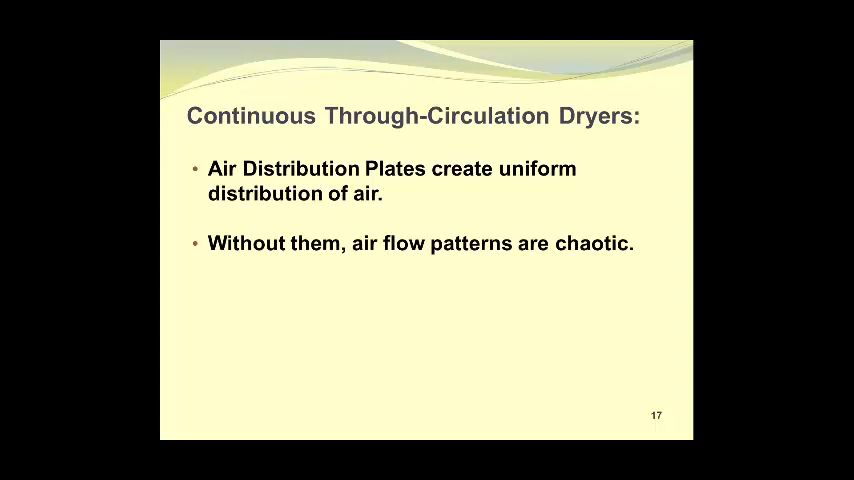 Continuous Through-Circulation Dryers:
• Air Distribution Plates create uniform
distribution of air.
• Without them, air flow patterns are chaotic.
17